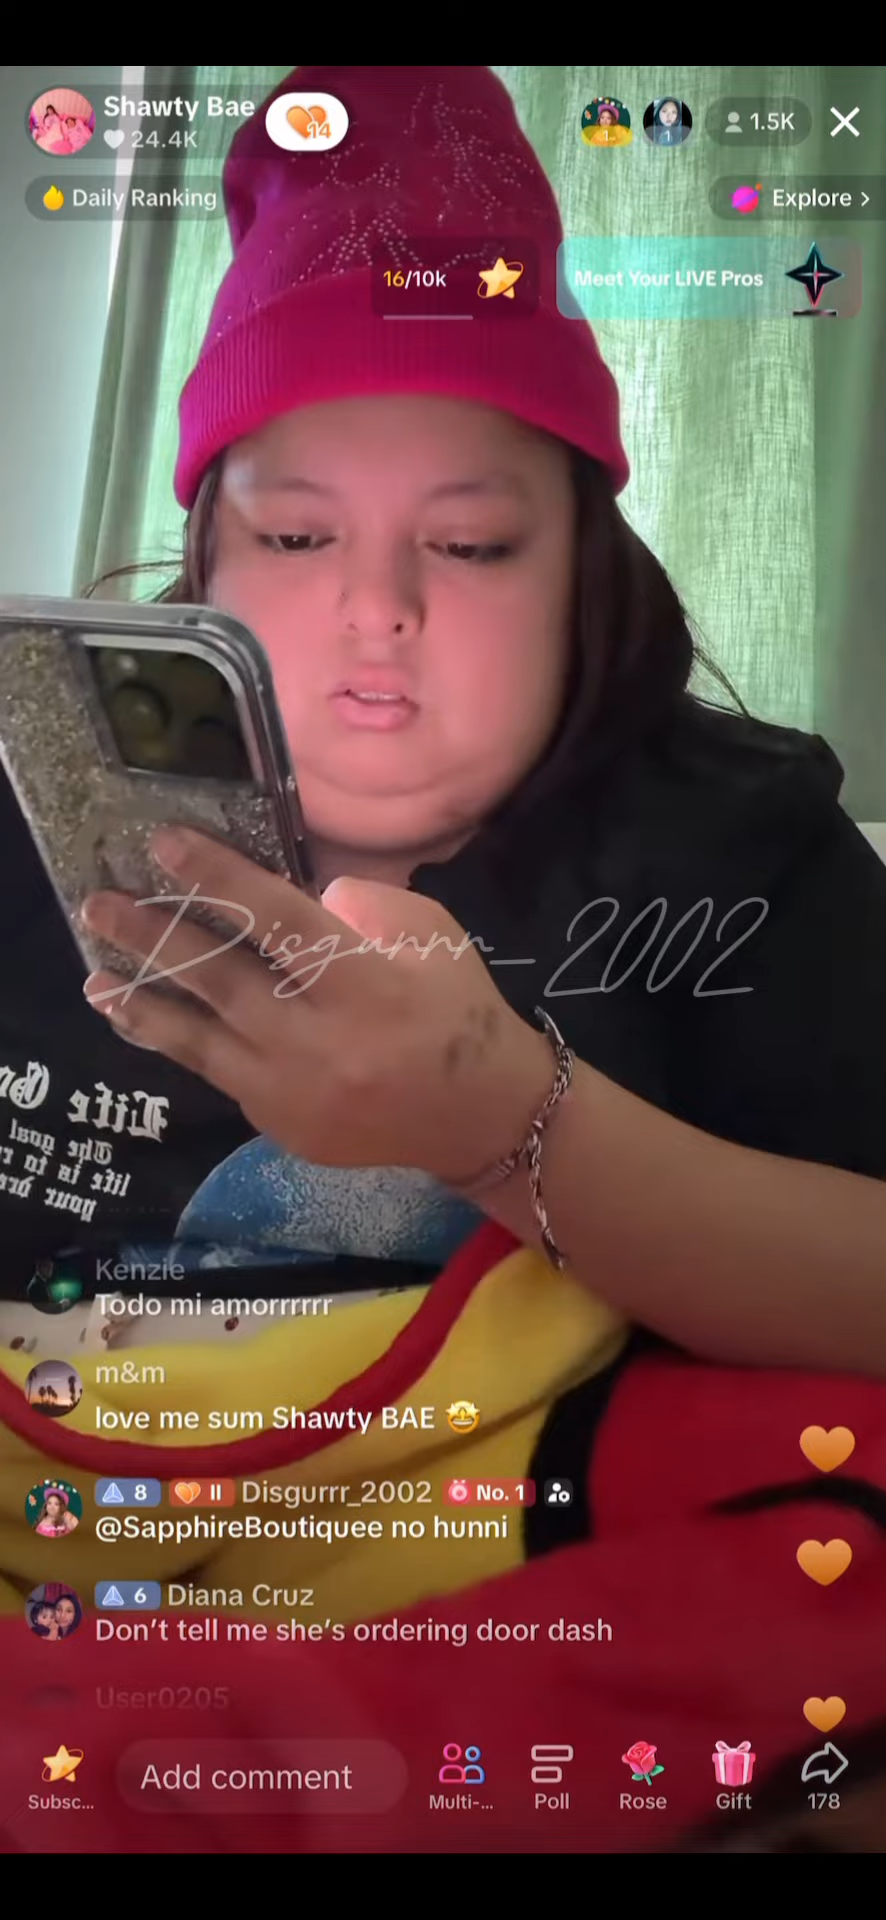 Shawty Bae
24.4K
14
1.5K
Daily Ranking
Explore >
16/10k
Meet Your LIVE Pros
Disgurrr_2002
Life
The goal
life is to
your
Kenzie
Todo mi amorrrrrr
m&m
love me sum Shawty BAE 🤩
8 II Disgurrr_2002 No. 1
@SapphireBoutiquee no hunni
6 Diana Cruz
Don't tell me she's ordering door dash
User0205
Subsc...
Add comment
Multi-...
Poll
Rose
Gift
178